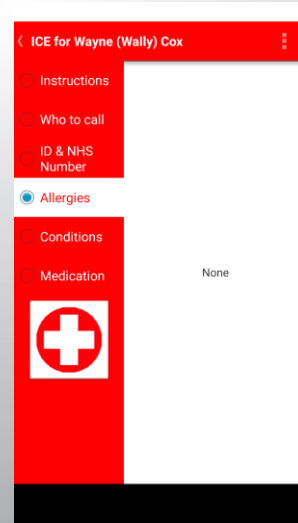 ICE for Wayne (Wally) Cox
Instructions
Who to call
ID & NHS
Number
Allergies
Conditions
Medication
None